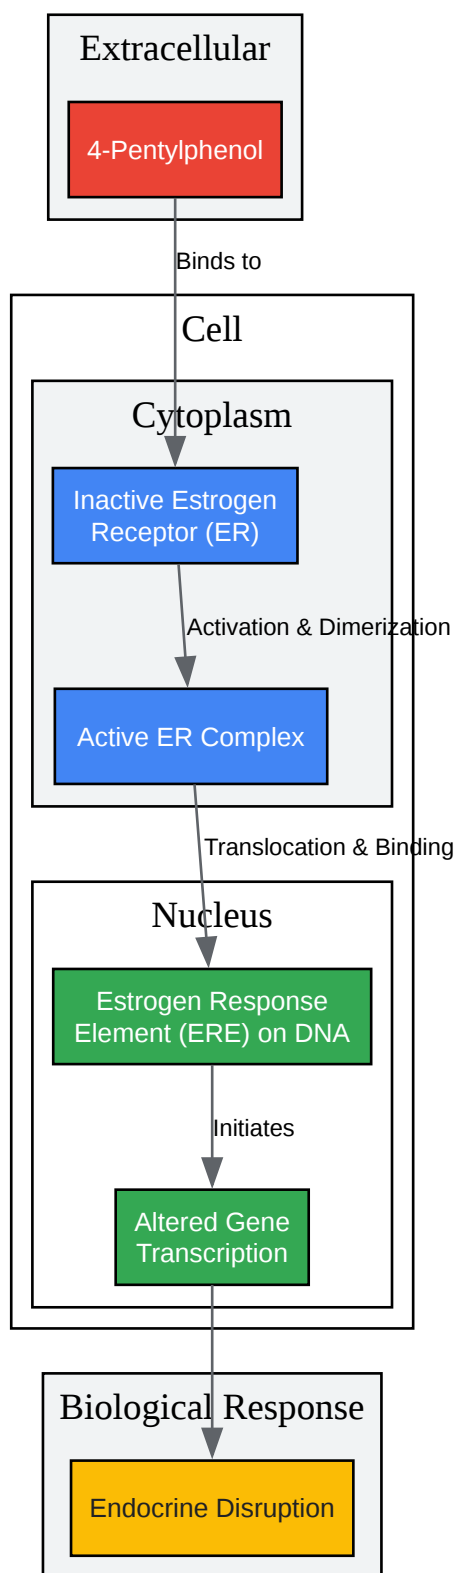 Extracellular
4-Pentylphenol
Binds to
Cell
Cytoplasm
Inactive Estrogen
Receptor (ER)
Activation & Dimerization
Active ER Complex
Translocation & Binding
Nucleus
Estrogen Response
Element (ERE) on DNA
Initiates
Altered Gene
Transcription
Biological Response
Endocrine Disruption